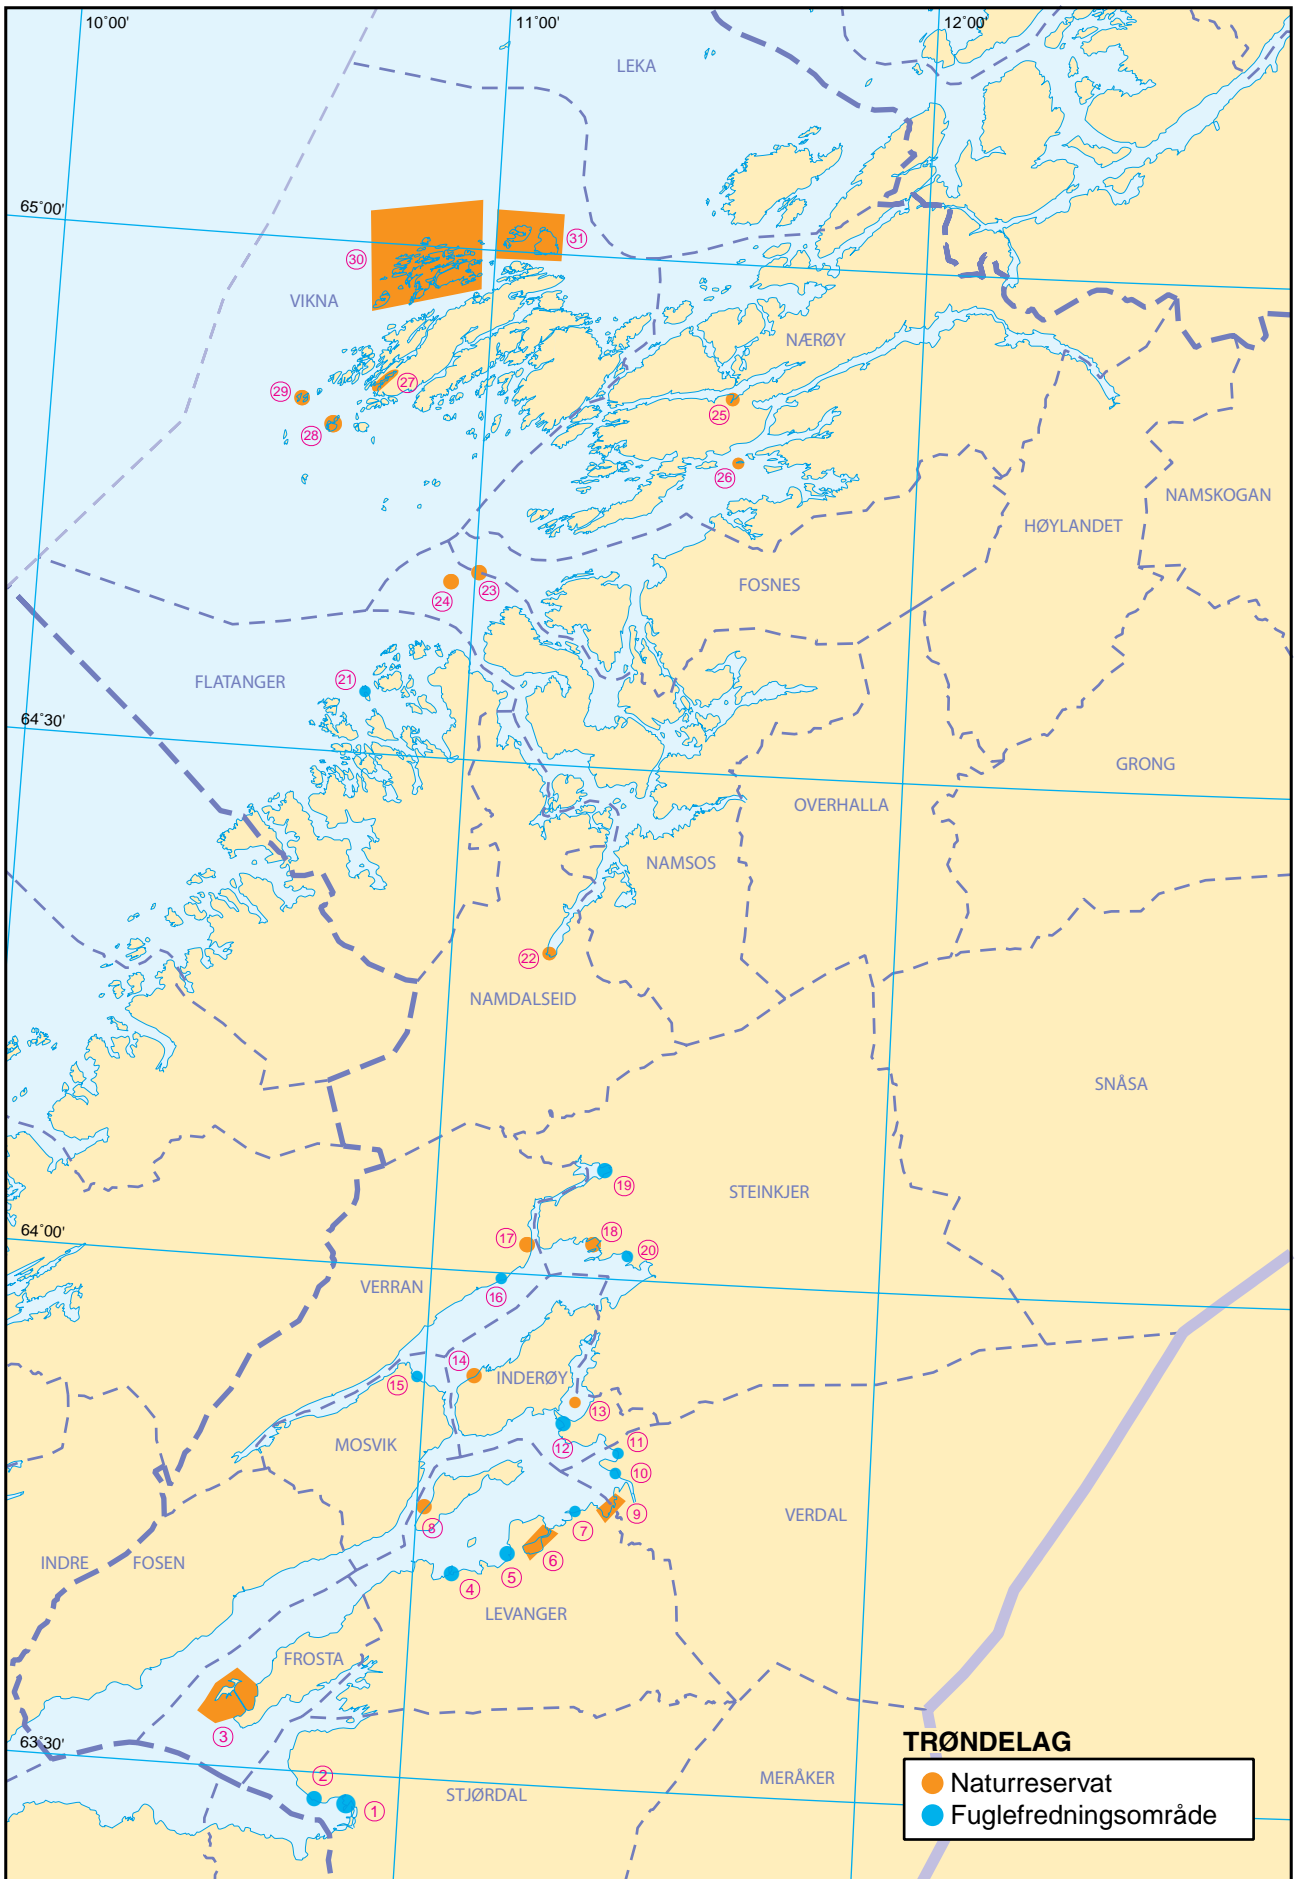 10°00'
11°00'
12°00'
LEKA
65°00'
31
30
VIKNA
NÆRØY
27
29
25
28
26
NAMSKOGAN
HØYLANDET
FOSNES
23
24
FLATANGER
21
64°30'
GRONG
OVERHALLA
NAMSOS
22
NAMDALSEID
SNÅSA
19
STEINKJER
64°00'
18
17
20
VERRAN
16
14
INDERØY
15
13
MOSVIK
12
11
10
9
VERDAL
8
7
INDRE FOSEN
6
5
4
LEVANGER
FROSTA
3
63°30'
TRØNDELAG
2
MERÅKER
Naturreservat
STJØRDAL
1
Fuglefredningsområde